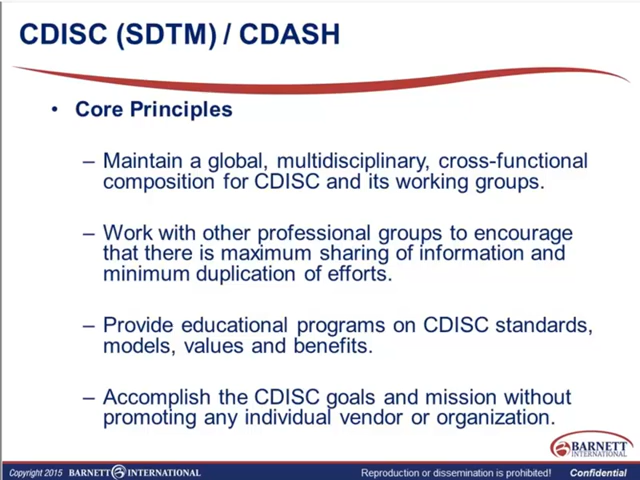 CDISC (SDTM) / CDASH
• Core Principles
– Maintain a global, multidisciplinary, cross-functional
composition for CDISC and its working groups.
– Work with other professional groups to encourage
that there is maximum sharing of information and
minimum duplication of efforts.
– Provide educational programs on CDISC standards,
models, values and benefits.
– Accomplish the CDISC goals and mission without
promoting any individual vendor or organization.
BARNETT
INTERNATIONAL
Copyright 2015 BARNETT INTERNATIONAL Reproduction or dissemination is prohibited! Confidential